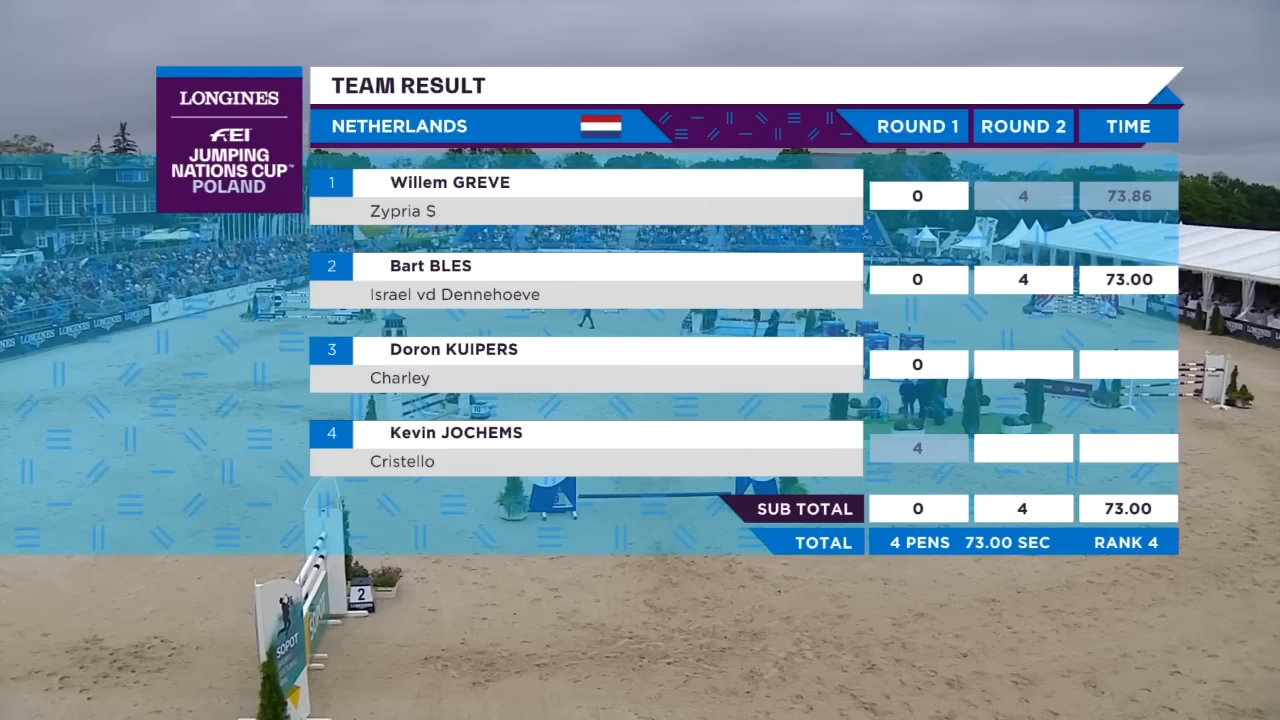 LONGINES
FEI
JUMPING
NATIONS CUP™
POLAND
TEAM RESULT
NETHERLANDS ROUND 1 ROUND 2 TIME
1 Willem GREVE
Zypria S
0 4 73.86
2 Bart BLES
Israel vd Dennehoeve
0 4 73.00
3 Doron KUIPERS
Charley
0
4 Kevin JOCHEMS
Cristello
4
SUB TOTAL 0 4 73.00
TOTAL 4 PENS 73.00 SEC RANK 4
LONGINES LONGINES LONGINES
2
SOPOT